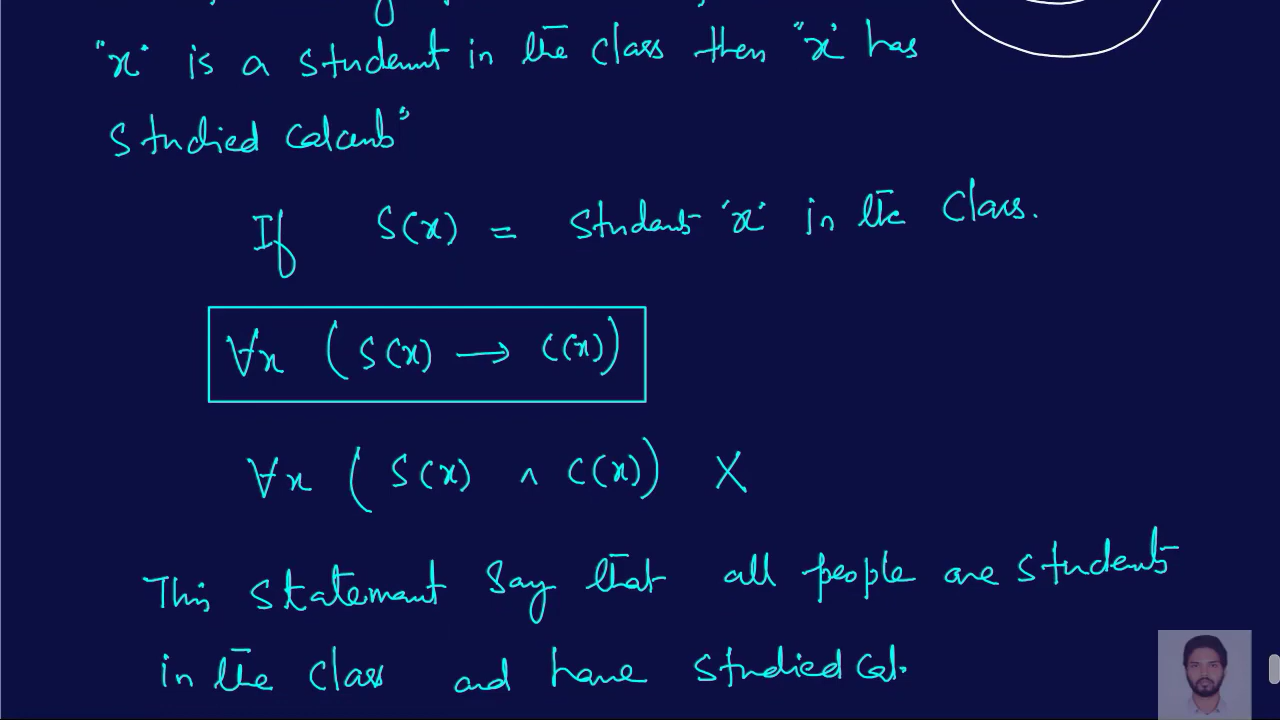 "x" is a student in the class then "x" has
studied calculus"
If S(x) = student 'x' in the class.
∀x (S(x) → C(x))
∀x (S(x) ∧ C(x)) X
This statement say that all people are students
in the class and have studied cal.